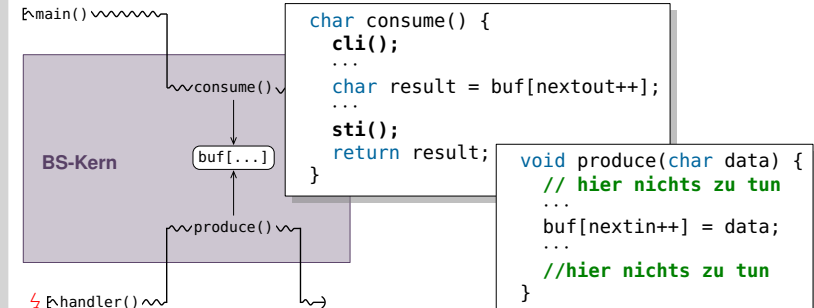 main()
char consume() {
cli();
...
char result = buf[nextout++];
...
sti();
return result;
}
consume()
BS-Kern
buf[...]
void produce(char data) {
// hier nichts zu tun
...
buf[nextin++] = data;
...
//hier nichts zu tun
}
produce()
handler()